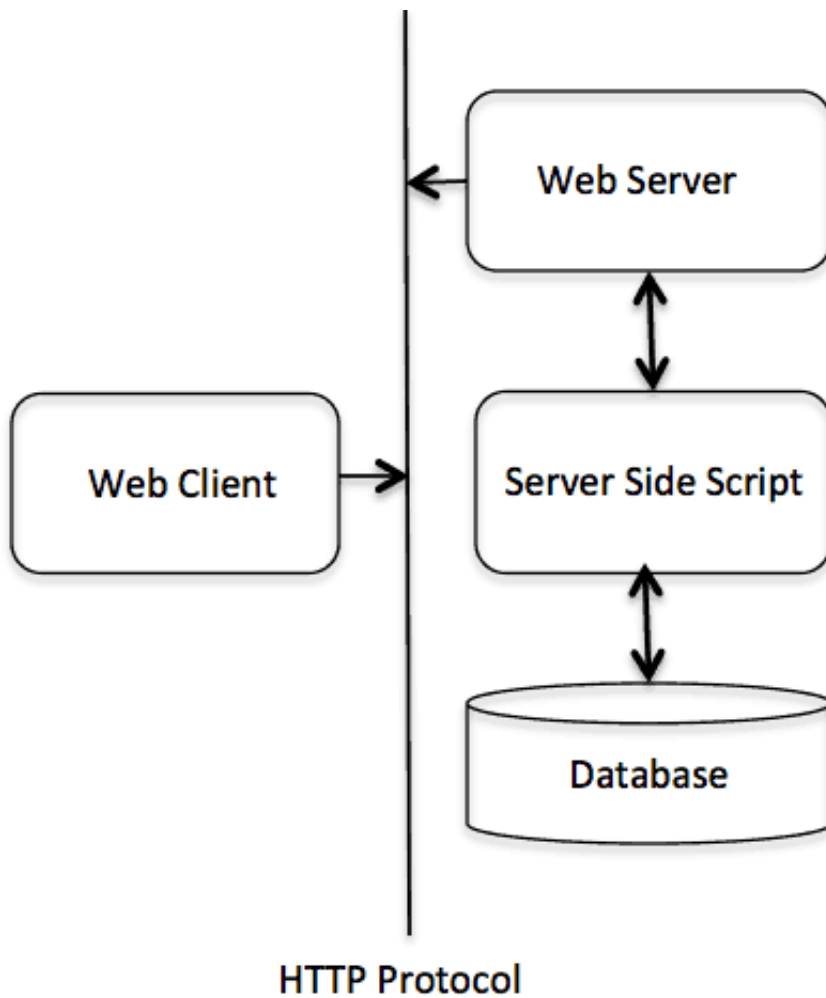 Web Server
Web Client
Server Side Script
Database
HTTP Protocol